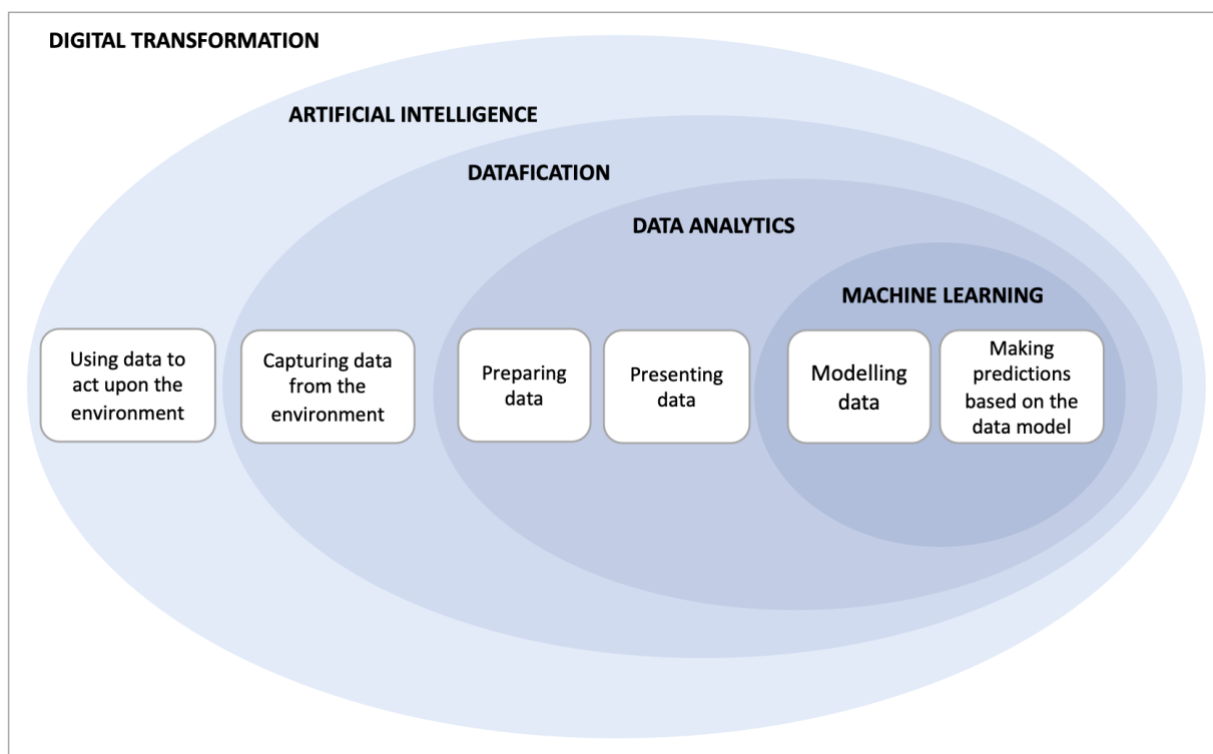 DIGITAL TRANSFORMATION
ARTIFICIAL INTELLIGENCE
DATAFICATION
DATA ANALYTICS
MACHINE LEARNING
Using data to
act upon the
environment
Capturing data
from the
environment
Preparing
data
Presenting
data
Modelling
data
Making
predictions
based on the
data model